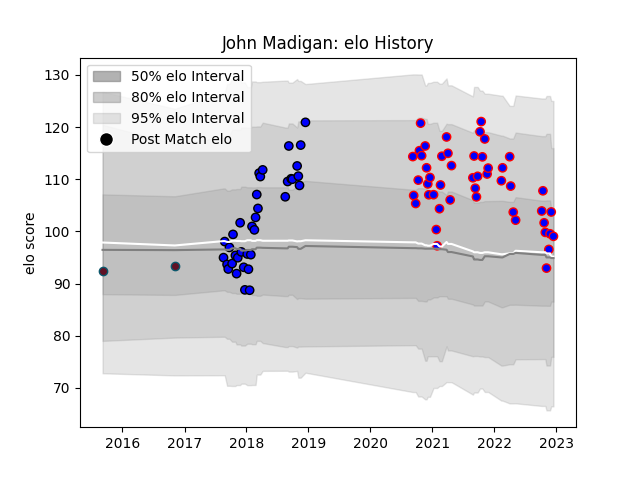 John Madigan: elo History
50% elo Interval
80% elo Interval
95% elo Interval
Post Match elo
elo score
130
120
110
100
90
80
70
2016 2017 2018 2019 2020 2021 2022 2023